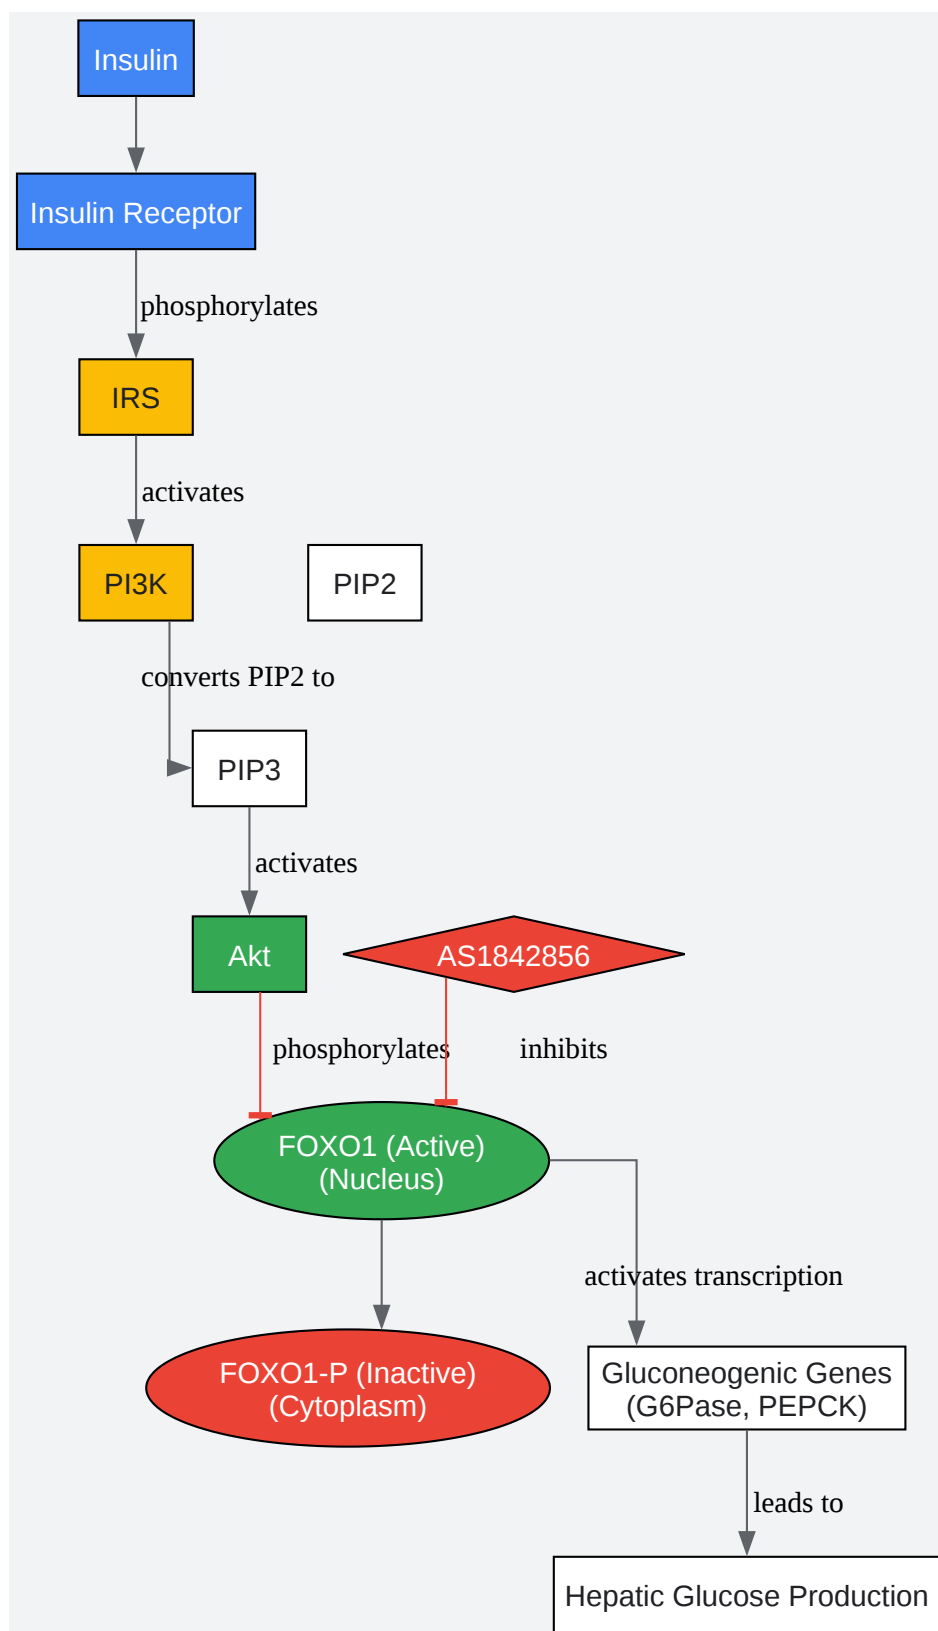 Insulin
Insulin Receptor
phosphorylates
IRS
activates
PI3K
PIP2
converts PIP2 to
PIP3
activates
Akt
AS1842856
phosphorylates
inhibits
FOXO1 (Active)
(Nucleus)
activates transcription
FOXO1-P (Inactive)
(Cytoplasm)
Gluconeogenic Genes
(G6Pase, PEPCK)
leads to
Hepatic Glucose Production